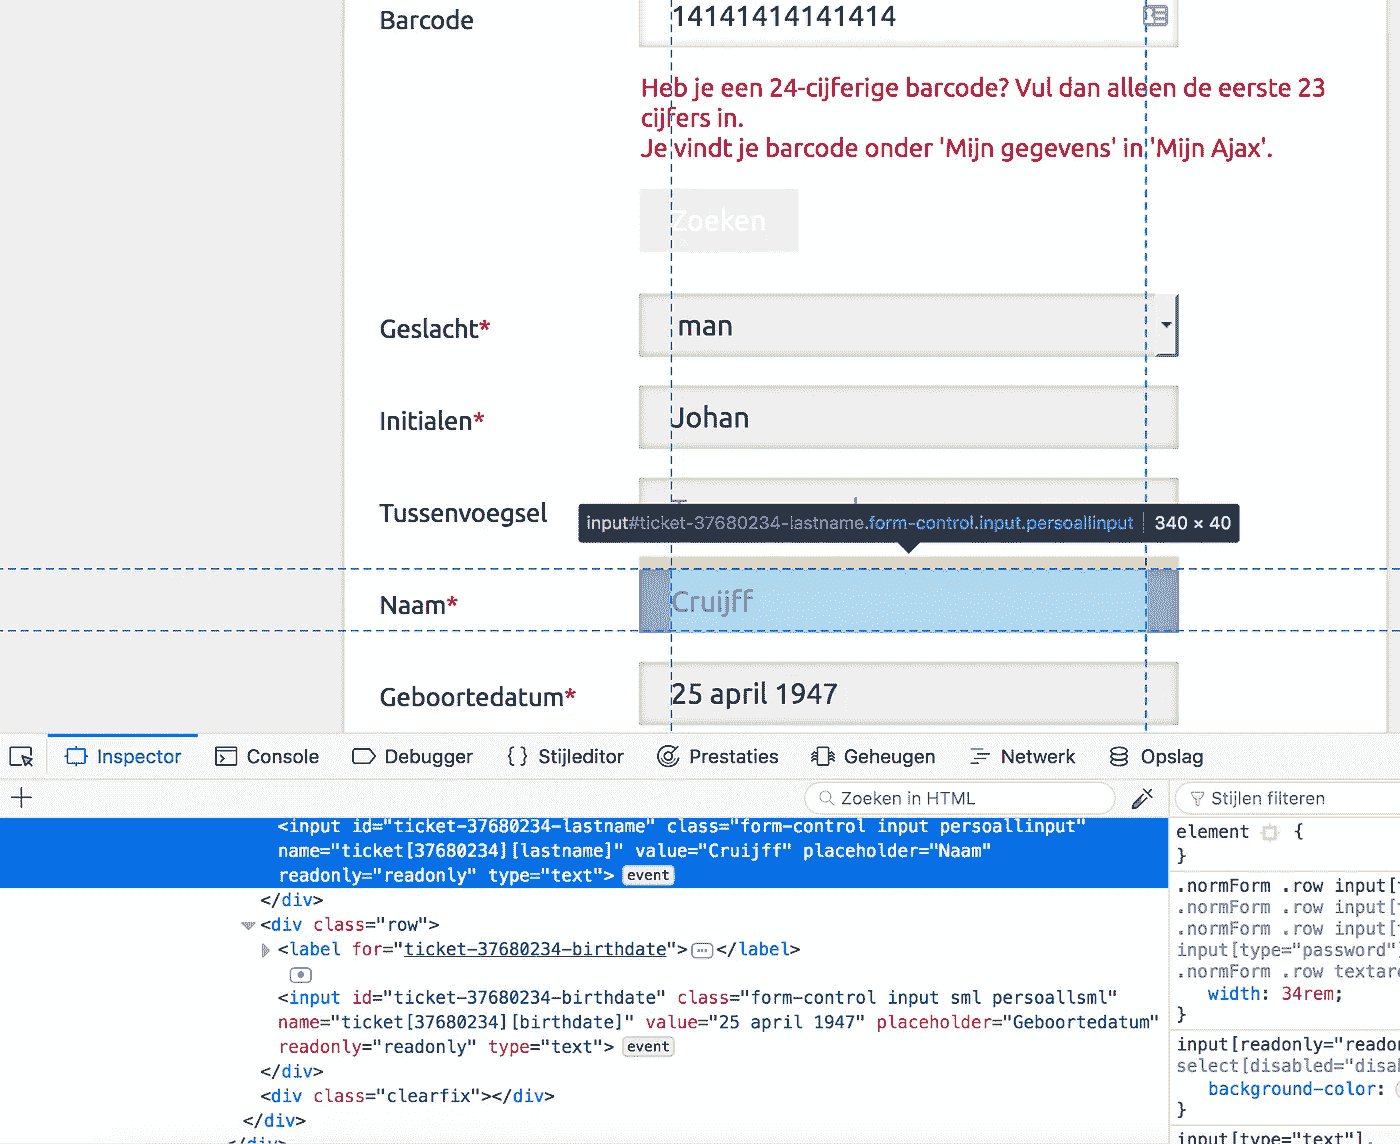 Barcode
14141414141414
Heb je een 24-cijferige barcode? Vul dan alleen de eerste 23
cijfers in.
Je vindt je barcode onder 'Mijn gegevens' in 'Mijn Ajax'.
Zoeken
Geslacht*
man
Initialen*
Johan
Tussenvoegsel
input#ticket-37680234-lastname.form-control.input.persoallinput
340 × 40
Naam*
Cruijff
Geboortedatum*
25 april 1947
Inspector
Console
Debugger
{ } Stijleditor
Prestaties
Geheugen
Netwerk
Opslag
+
Zoeken in HTML
Stijlen filteren
<input id="ticket-37680234-lastname" class="form-control input persoallinput"
name="ticket[37680234][lastname]" value="Cruijff" placeholder="Naam"
readonly="readonly" type="text"> event
</div>
<div class="row">
<label for="ticket-37680234-birthdate">…</label>
<input id="ticket-37680234-birthdate" class="form-control input sml persoallsml"
name="ticket[37680234][birthdate]" value="25 april 1947" placeholder="Geboortedatum"
readonly="readonly" type="text"> event
</div>
<div class="clearfix"></div>
</div>
</div>
element {
}
.normForm .row input[
.normForm .row input[
.normForm .row input[
input[type="password"]
.normForm .row textare
width: 34rem;
}
input[readonly="reado
select[disabled="disab
background-color:
}
input[type="text"],